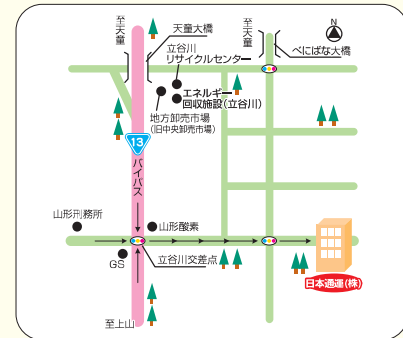 至天童
天童大橋
至天童
N
べにばな大橋
立谷川
リサイクルセンター
エネルギー
回収施設(立谷川)
地方卸売市場
(旧中央卸売市場)
13
バイパス
山形刑務所
山形酸素
GS
立谷川交差点
日本通運(株)
至上山